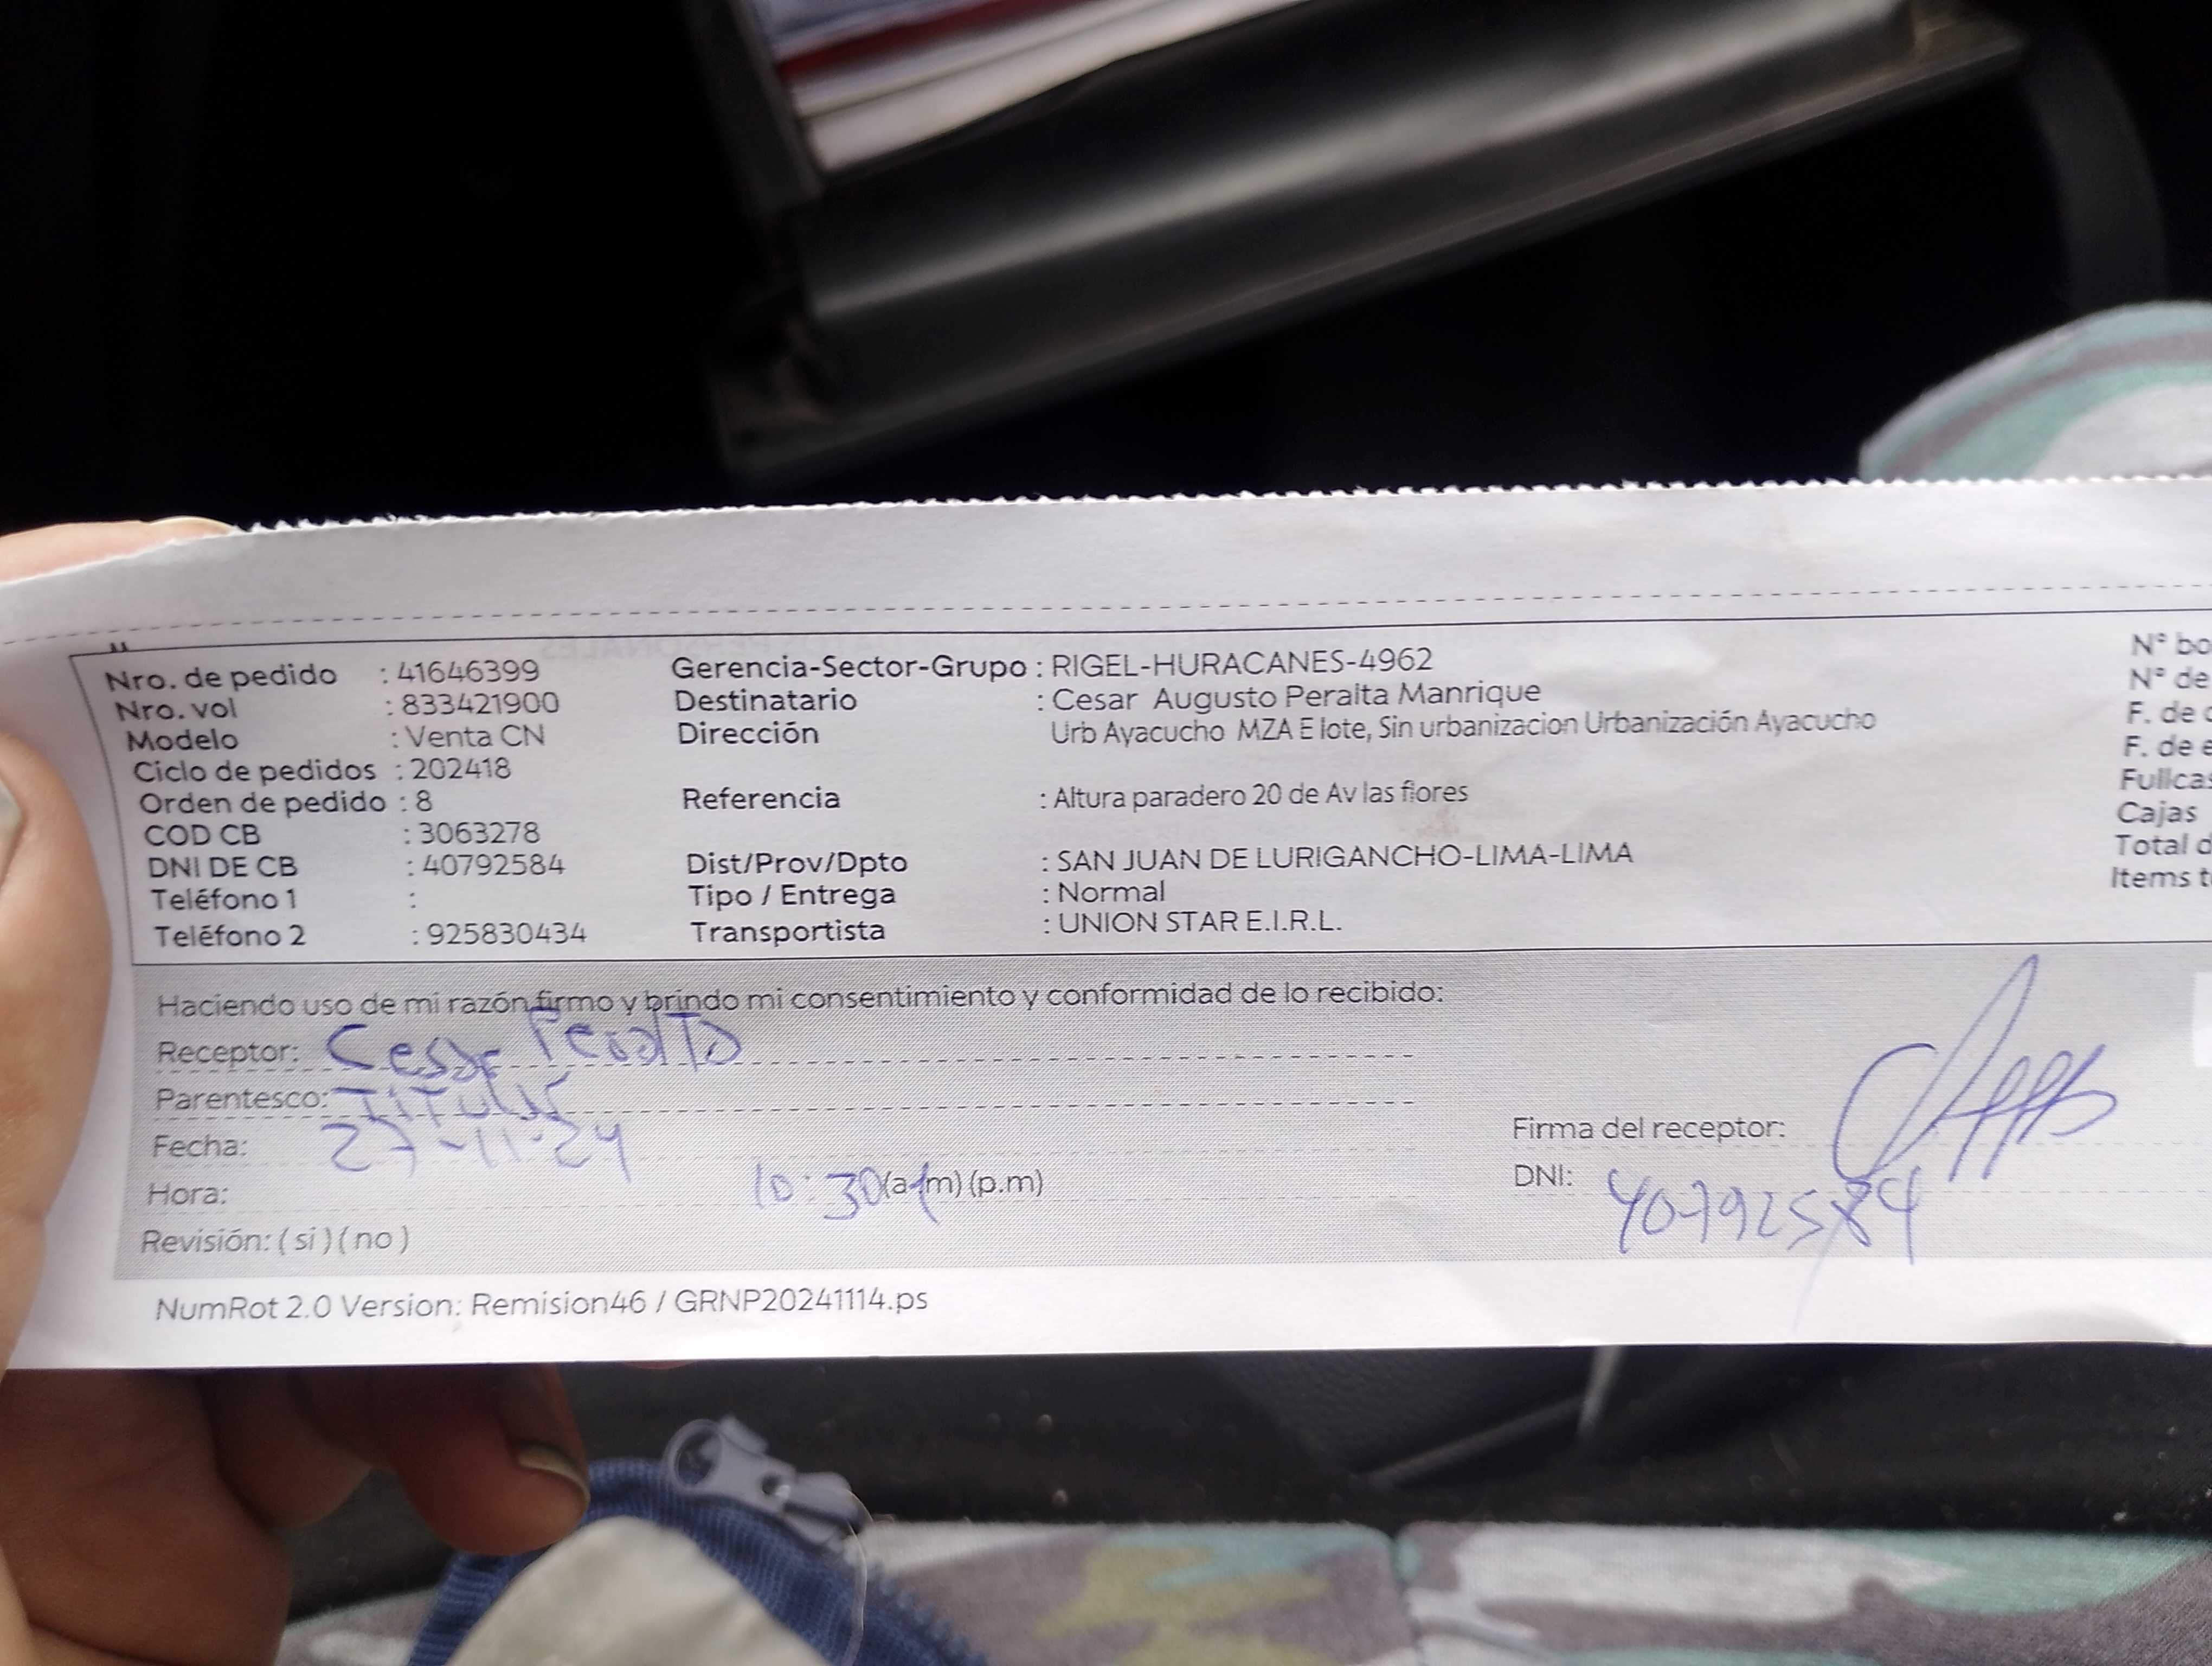 Nro. de pedido : 41646399 Gerencia-Sector-Grupo : RIGEL-HURACANES-4962 N° bo
Nro. vol : 833421900 Destinatario : Cesar Augusto Peralta Manrique N° de
Modelo : Venta CN Dirección Urb Ayacucho MZA E lote, Sin urbanizacion Urbanización Ayacucho F. de
Ciclo de pedidos : 202418 F. de e
Orden de pedido : 8 Referencia : Altura paradero 20 de Av las flores Fullcas
COD CB : 3063278 Cajas
DNI DE CB : 40792584 Dist/Prov/Dpto : SAN JUAN DE LURIGANCHO-LIMA-LIMA Total d
Teléfono 1 : Tipo / Entrega : Normal Items t
Teléfono 2 : 925830434 Transportista : UNION STAR E.I.R.L.
Haciendo uso de mi razón firmo y brindo mi consentimiento y conformidad de lo recibido:
Receptor: Cesar Peralta
Parentesco: Titular
Fecha: 27-11-24 Firma del receptor:
Hora: 10:30 (a.m) (p.m) DNI: 40792584
Revisión: ( si ) ( no )
NumRot 2.0 Version: Remision46 / GRNP20241114.ps